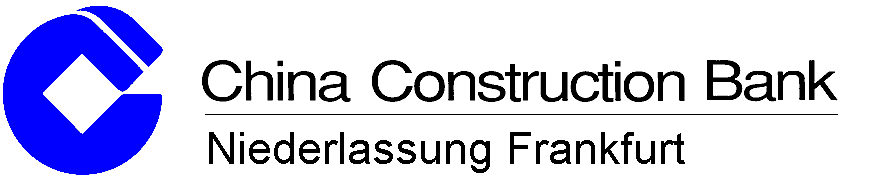 China Construction Bank
Niederlassung Frankfurt